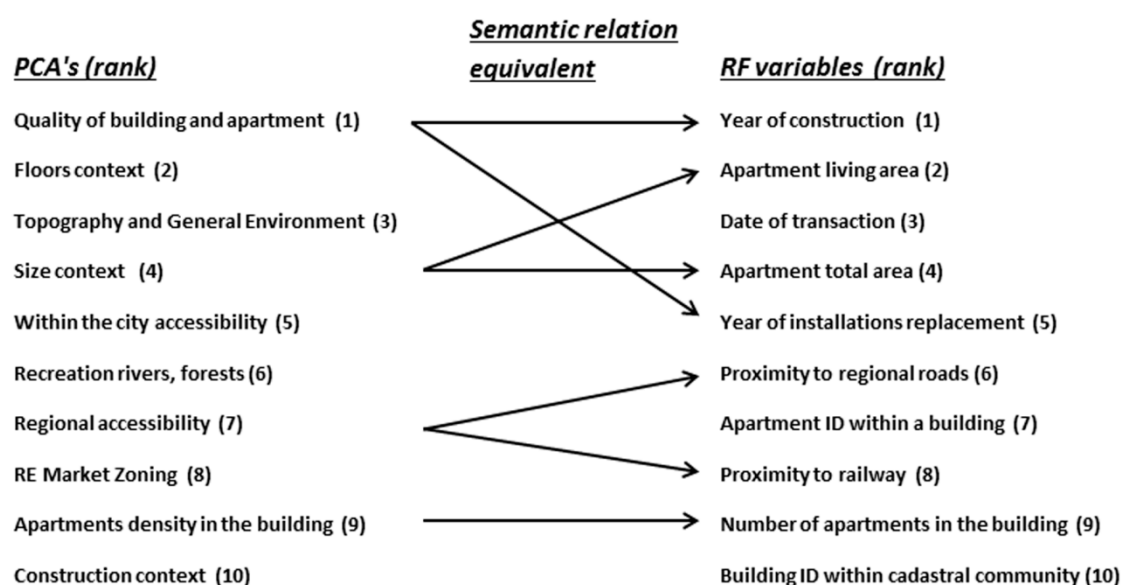 Semantic relation
equivalent
PCA's (rank)
RF variables (rank)
Quality of building and apartment (1)
Year of construction (1)
Floors context (2)
Apartment living area (2)
Topography and General Environment (3)
Date of transaction (3)
Size context (4)
Apartment total area (4)
Within the city accessibility (5)
Year of installations replacement (5)
Recreation rivers, forests (6)
Proximity to regional roads (6)
Regional accessibility (7)
Apartment ID within a building (7)
RE Market Zoning (8)
Proximity to railway (8)
Apartments density in the building (9)
Number of apartments in the building (9)
Construction context (10)
Building ID within cadastral community (10)